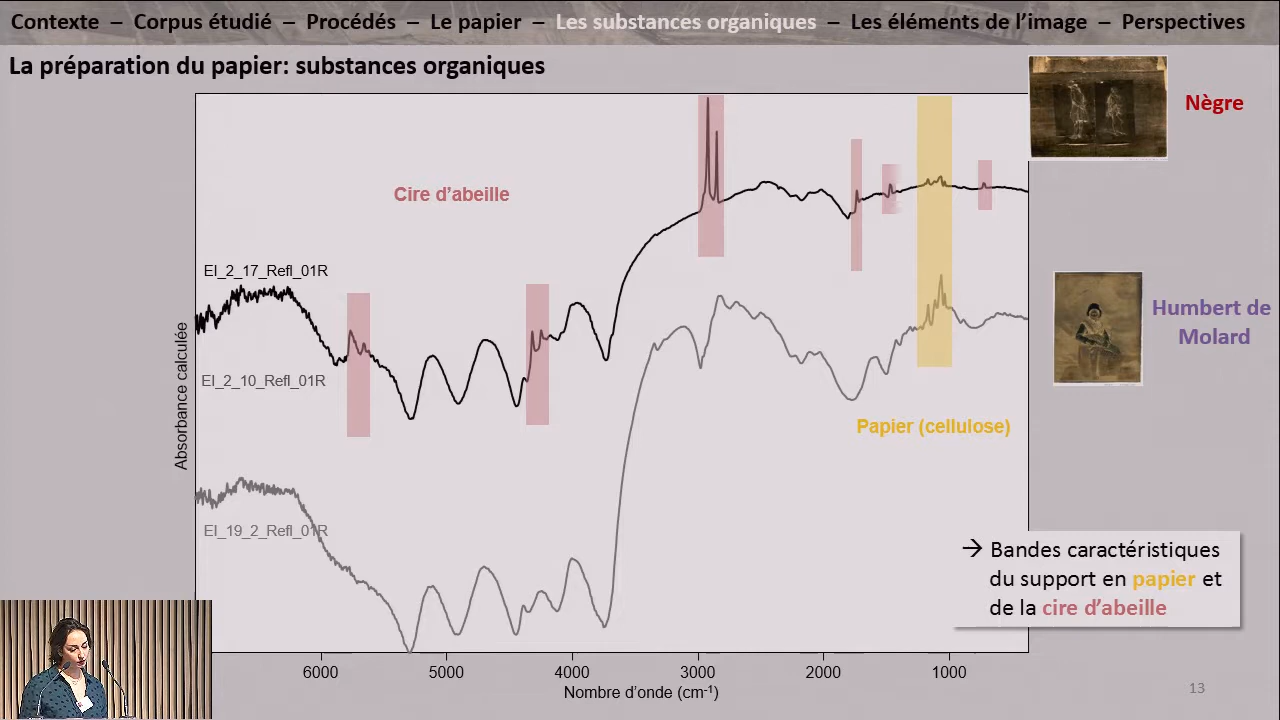 Contexte – Corpus étudié – Procédés – Le papier – Les substances organiques – Les éléments de l'image – Perspectives
La préparation du papier: substances organiques
Nègre
Cire d'abeille
EI_2_17_Refl_01R
Humbert de
Molard
Absorbance calculée
EI_2_10_Refl_01R
Papier (cellulose)
EI_19_2_Refl_01R
→ Bandes caractéristiques
du support en papier et
de la cire d'abeille
6000 5000 4000 3000 2000 1000
Nombre d'onde (cm-1)
13